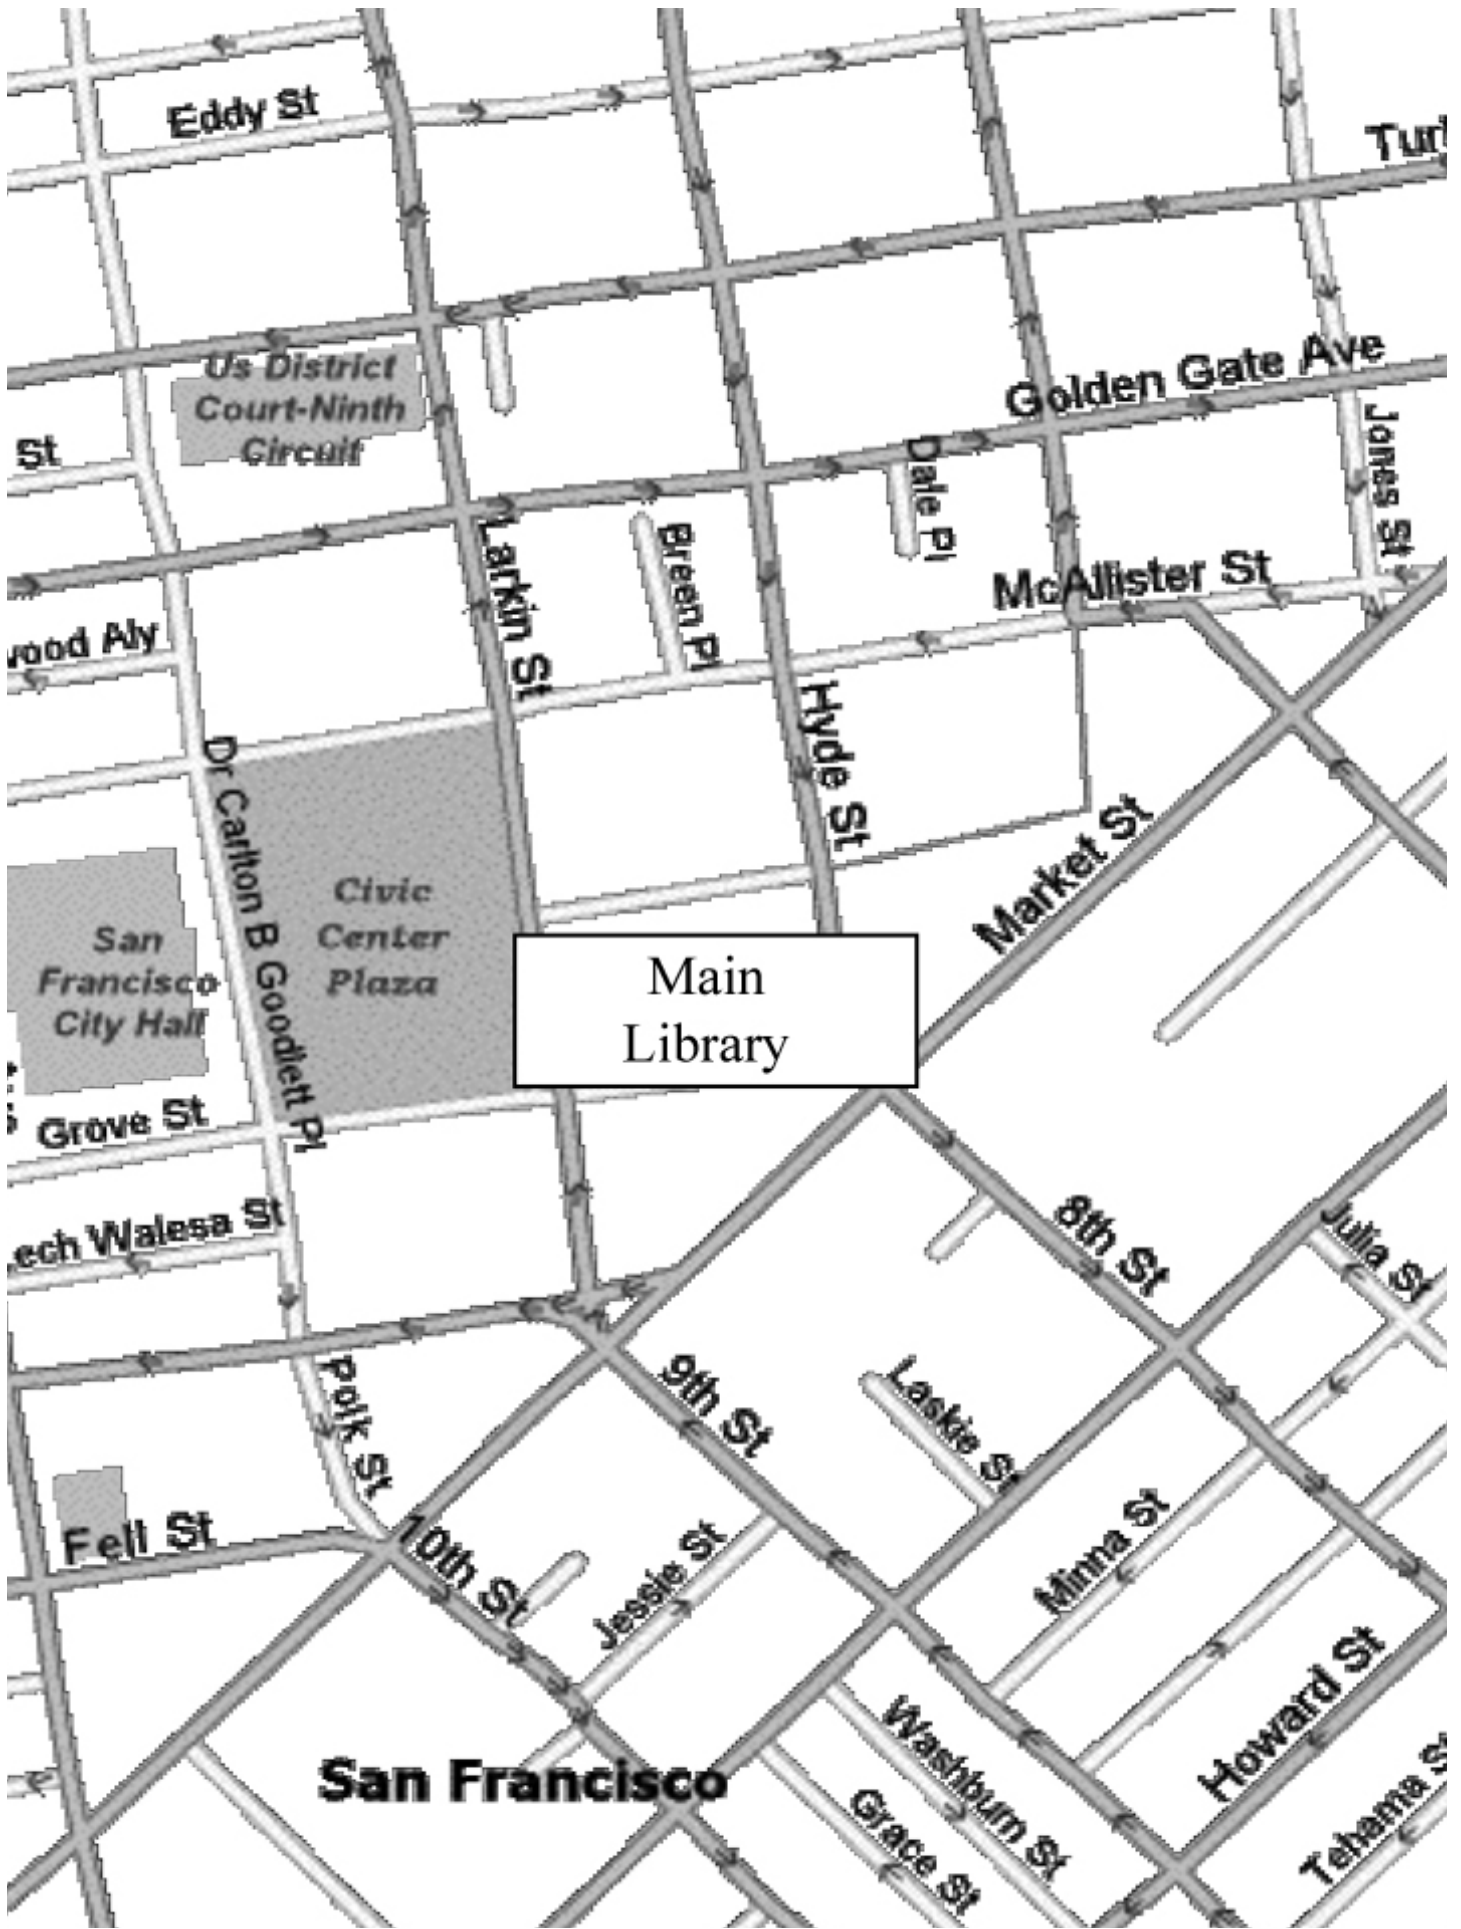 Eddy St
Us District
Court-Ninth
Circuit
Golden Gate Ave
St
Dale Pl
Jones St
Larkin St
Breen Pl
McAllister St
Aly
Hyde St
Dr Carlton B Goodlett Pl
Market St
Civic
Center
Plaza
San
Francisco
City Hall
Main
Library
Grove St
ech Walesa St
8th St
Julia St
Polk St
9th St
Laskie St
Fell St
10th St
Jessie St
Minna St
Howard St
San Francisco
Washburn St
Grace St
Tehama St